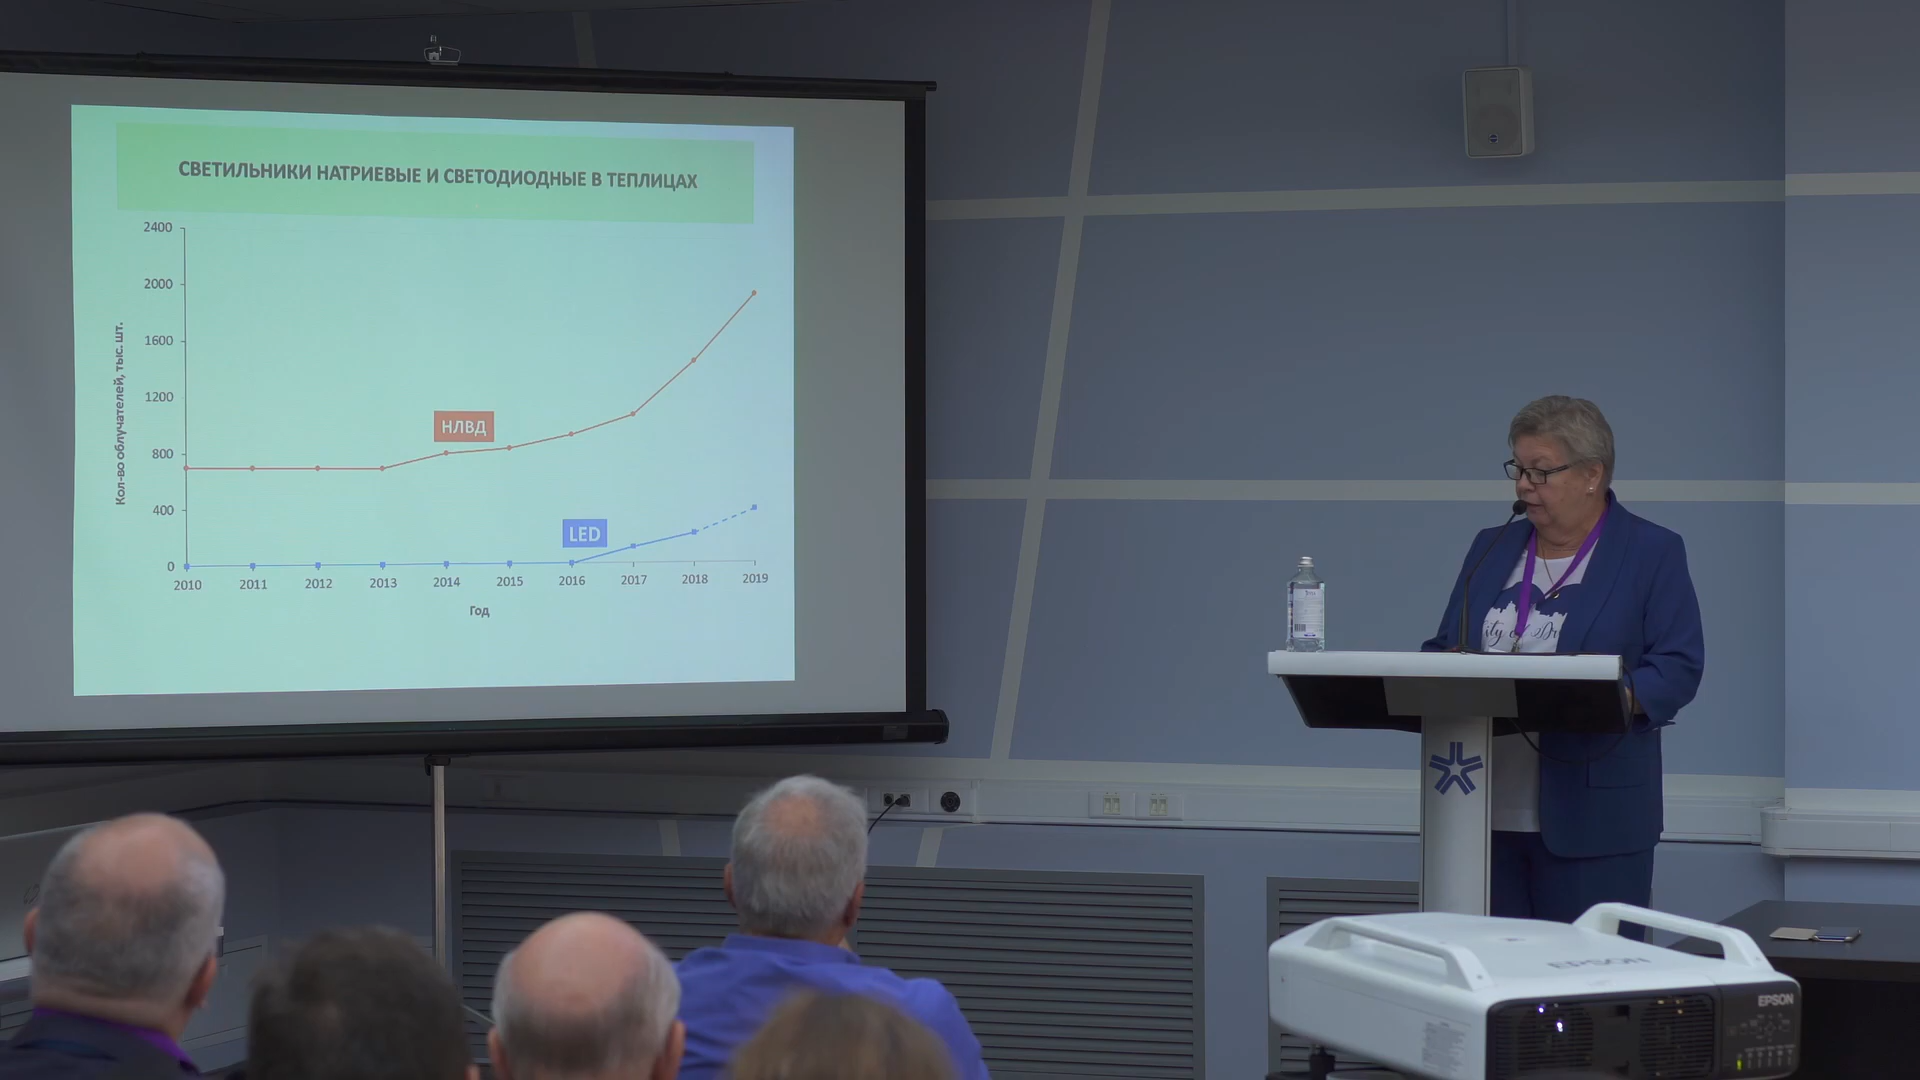 СВЕТИЛЬНИКИ НАТРИЕВЫЕ И СВЕТОДИОДНЫЕ В ТЕПЛИЦАХ
Кол-во облучателей, тыс. шт.
2400
2000
1600
1200
800
400
0
НЛВД
LED
2010 2011 2012 2013 2014 2015 2016 2017 2018 2019
Год
EPSON
EPSON